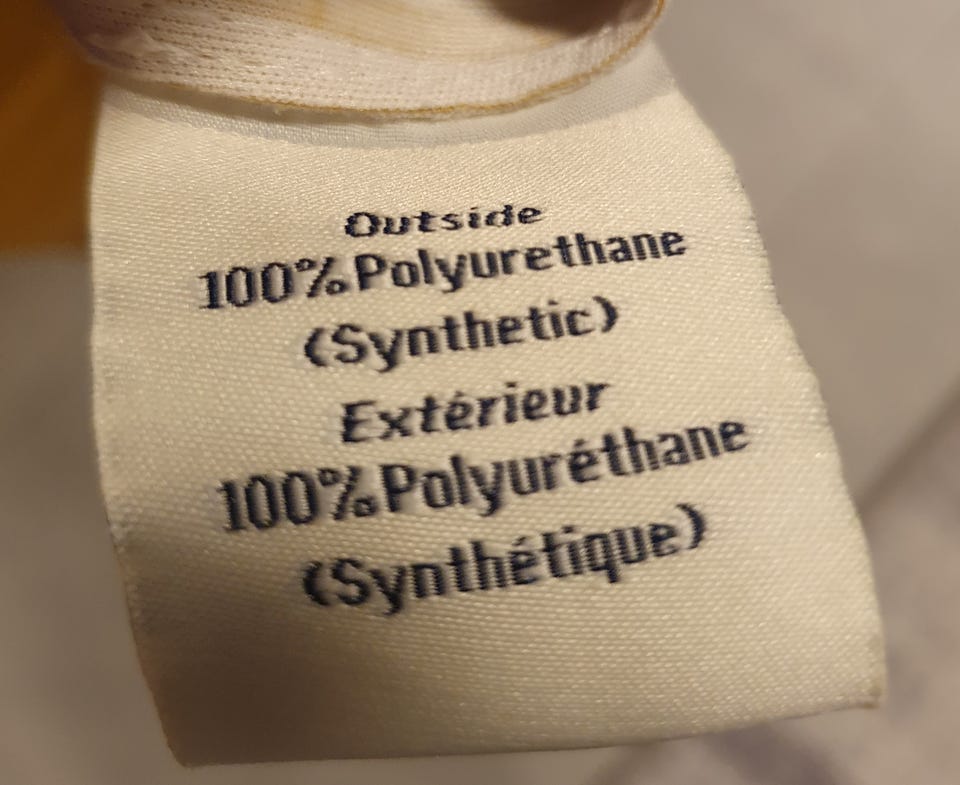 Outside
100% Polyurethane
(Synthetic)
Extérieur
100% Polyuréthane
(Synthétique)